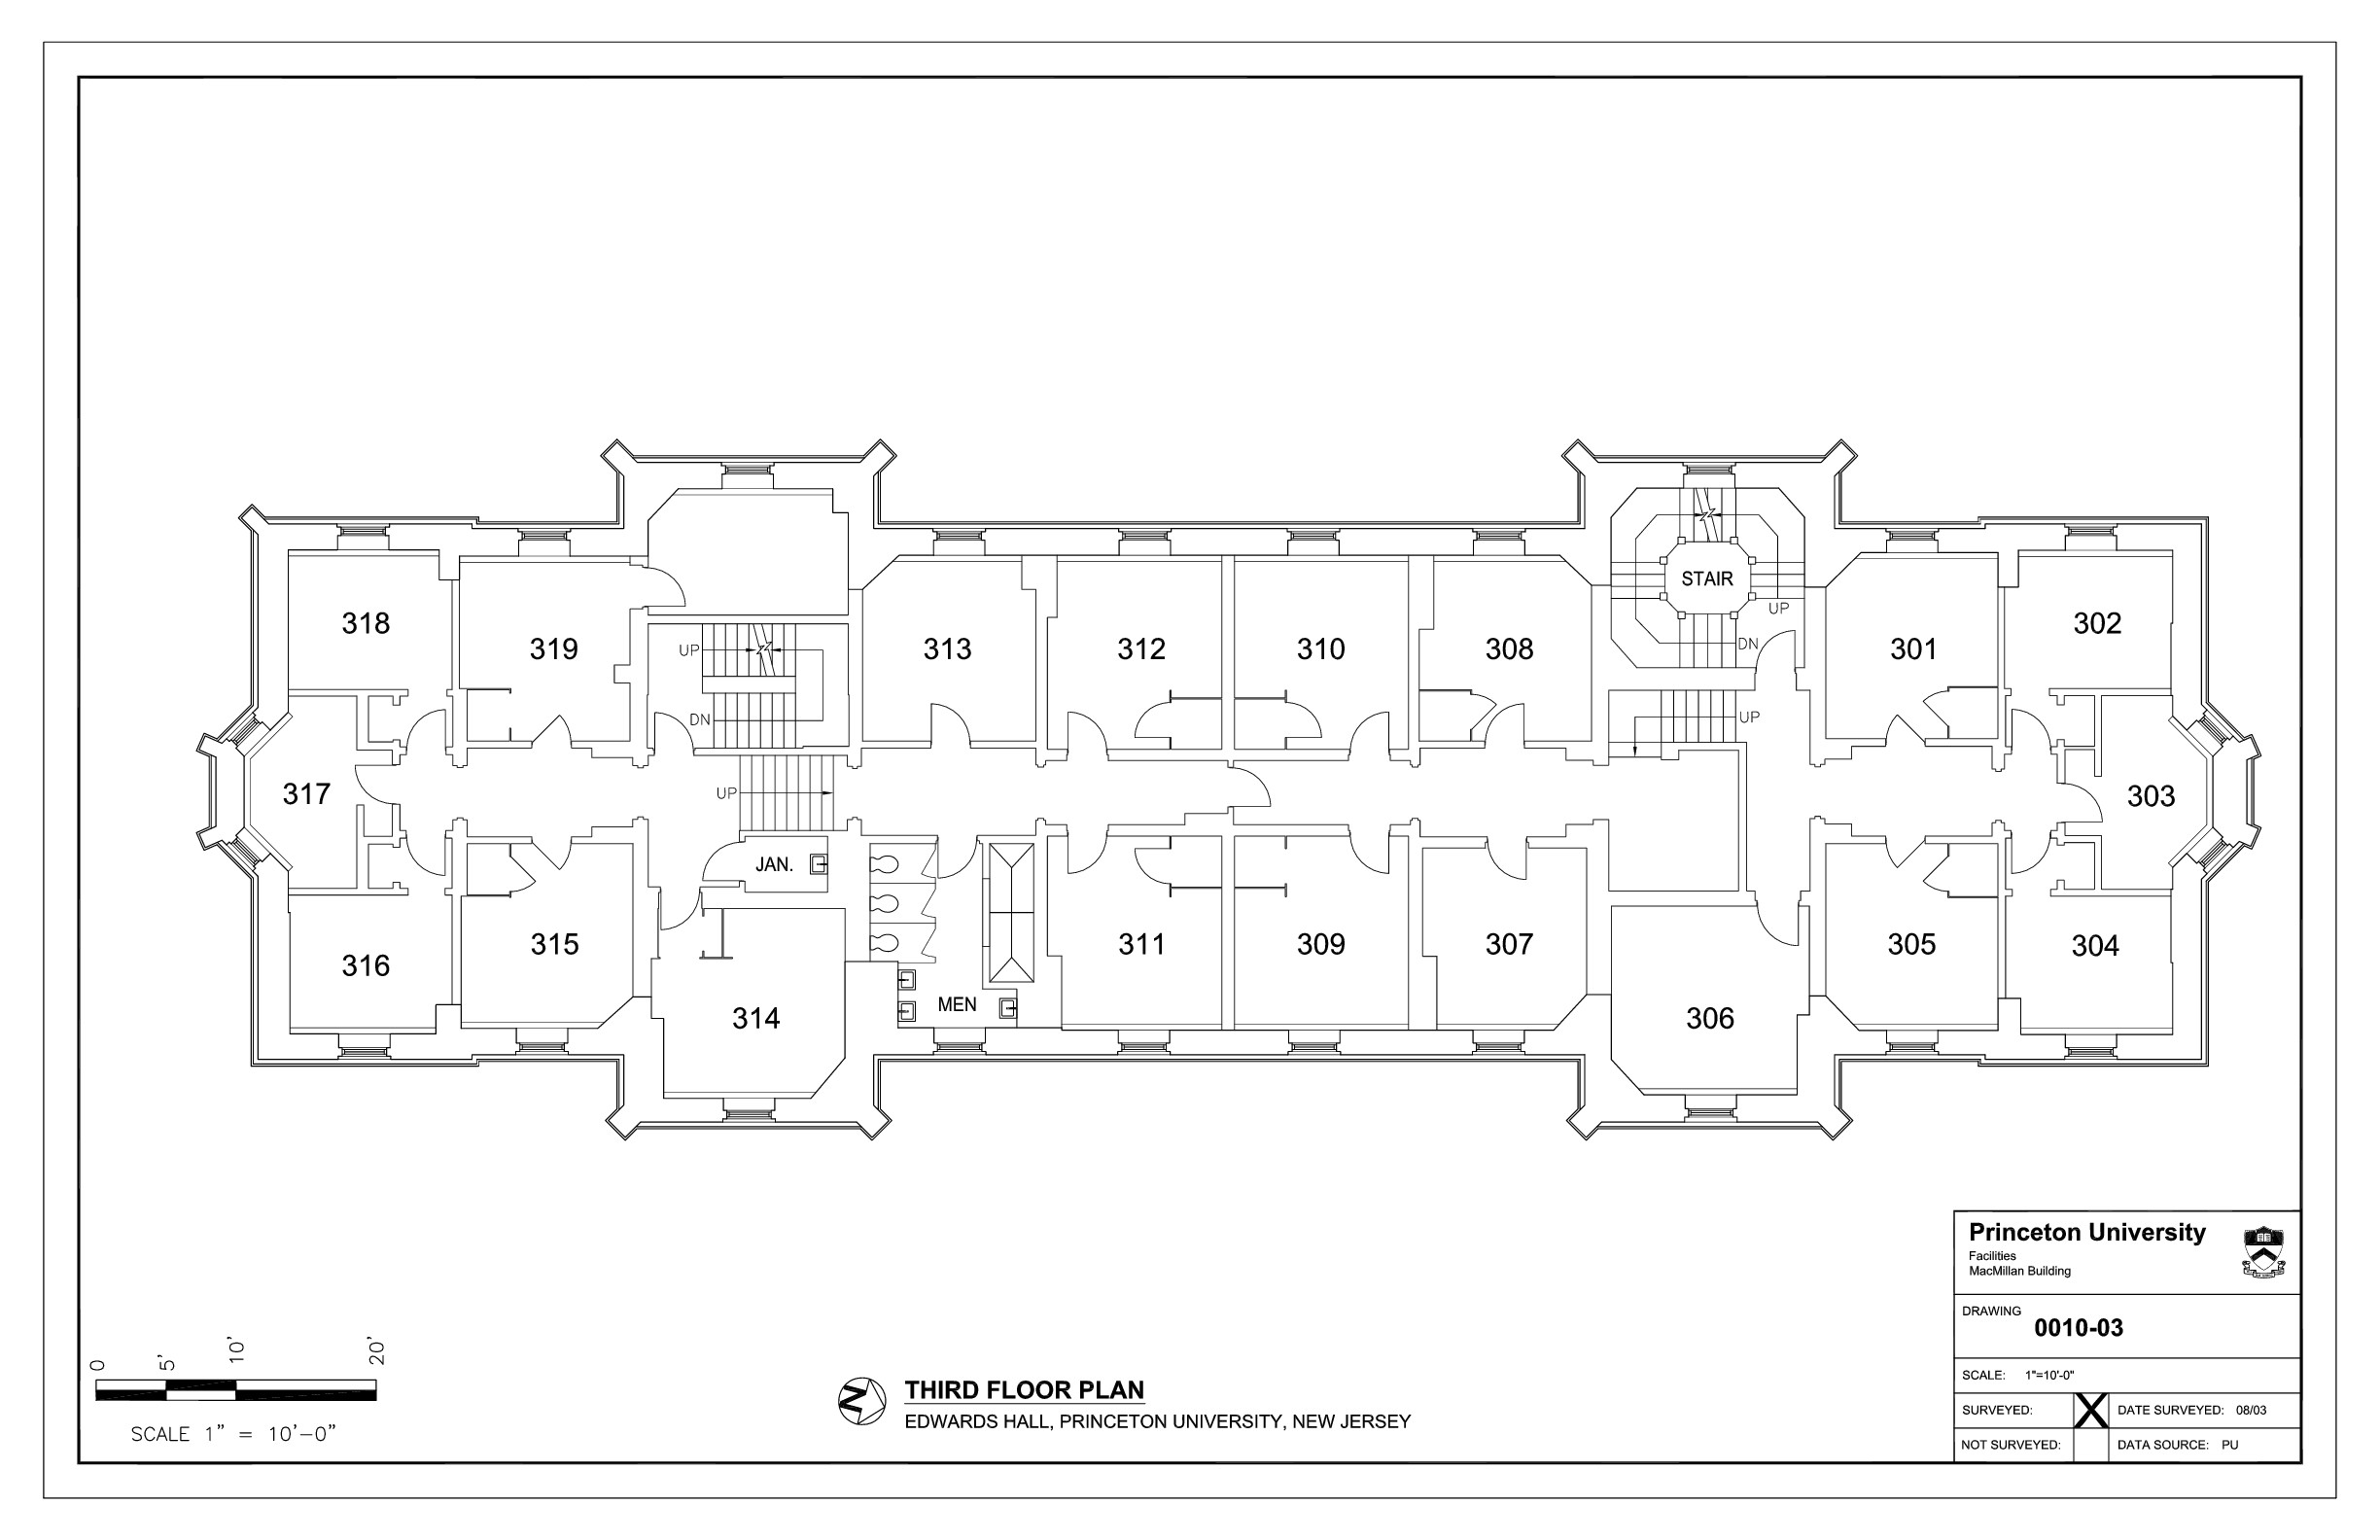 318
319
313
312
310
308
STAIR
UP
DN
301
302
UP
DN
UP
UP
317
303
JAN.
316
315
314
MEN
311
309
307
306
305
304
Princeton University
Facilities
MacMillan Building
DRAWING
0010-03
SCALE: 1"=10'-0"
SURVEYED: X DATE SURVEYED: 08/03
NOT SURVEYED: DATA SOURCE: PU
0 5' 10' 20'
SCALE 1" = 10'-0"
N
THIRD FLOOR PLAN
EDWARDS HALL, PRINCETON UNIVERSITY, NEW JERSEY